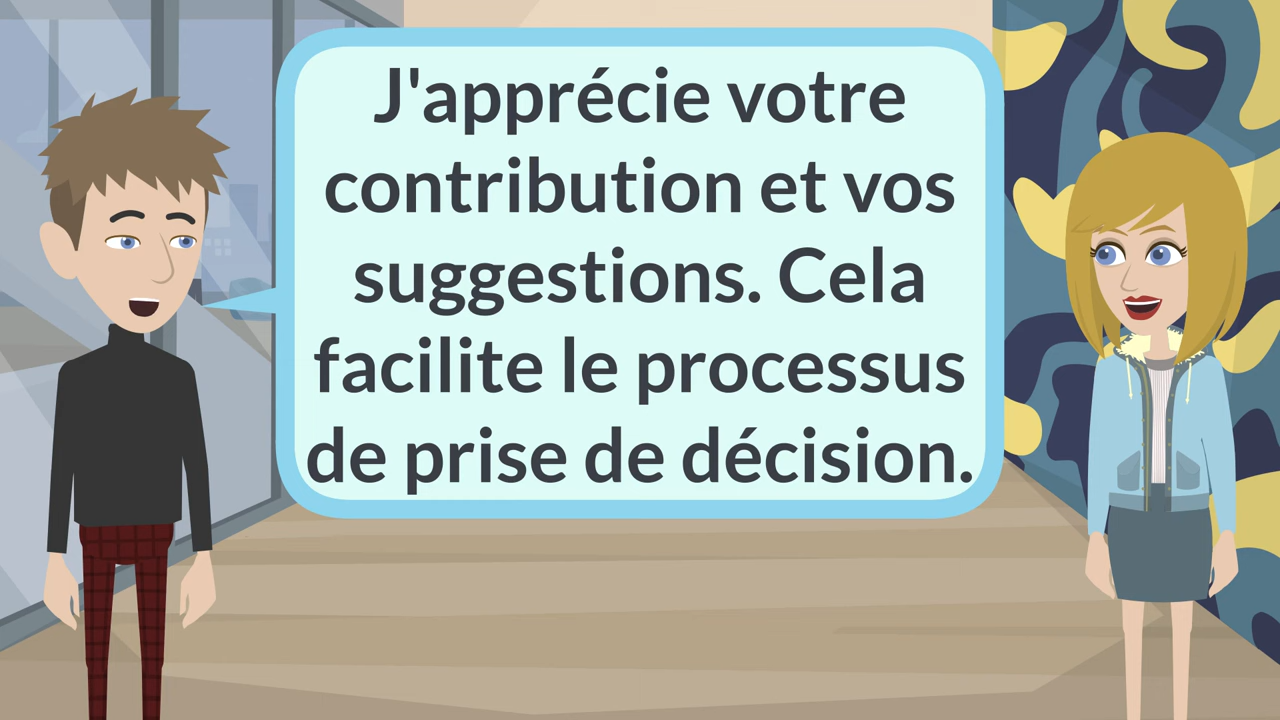 J'apprécie votre
contribution et vos
suggestions. Cela
facilite le processus
de prise de décision.